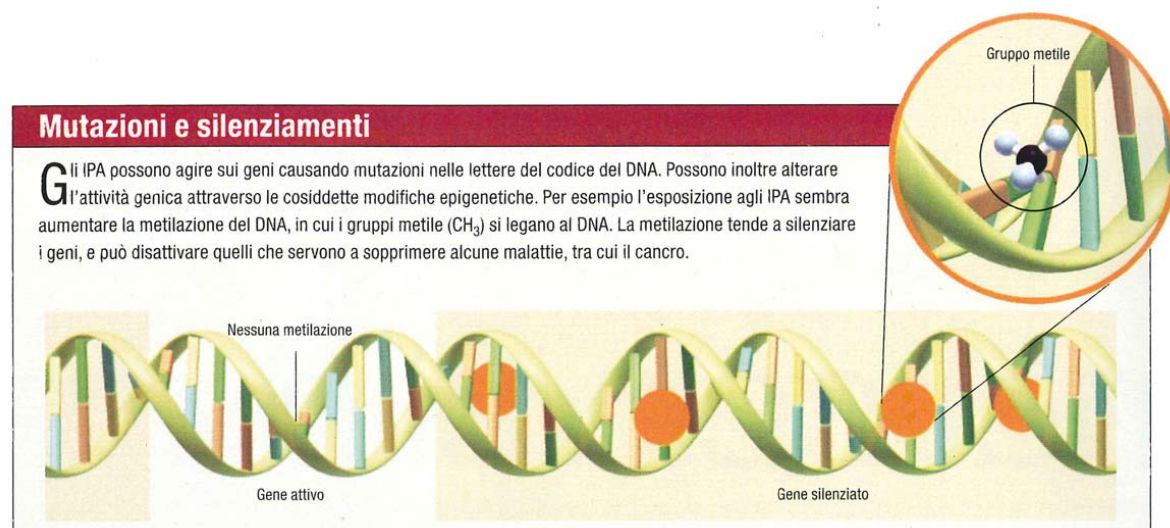 Gruppo metile
Mutazioni e silenziamenti
Gli IPA possono agire sui geni causando mutazioni nelle lettere del codice del DNA. Possono inoltre alterare
l'attività genica attraverso le cosiddette modifiche epigenetiche. Per esempio l'esposizione agli IPA sembra
aumentare la metilazione del DNA, in cui i gruppi metile (CH₃) si legano al DNA. La metilazione tende a silenziare
i geni, e può disattivare quelli che servono a sopprimere alcune malattie, tra cui il cancro.
Nessuna metilazione
Gene attivo
Gene silenziato